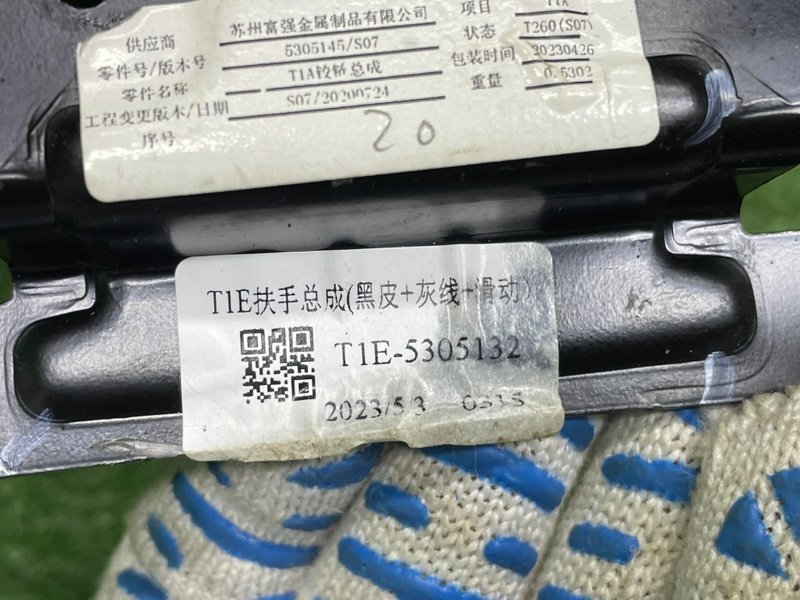 供应商 苏州富强金属制品有限公司 项目 T1A
零件号/版本号 5305145/S07 状态 T260(S07)
零件名称 T1A铰链总成 包装时间 20230426
工程变更版本/日期 S07/20200724 重量 0.5302
序号
20
T1E扶手总成(黑皮+灰线+滑动)
T1E-5305132
2023/5/3 0313